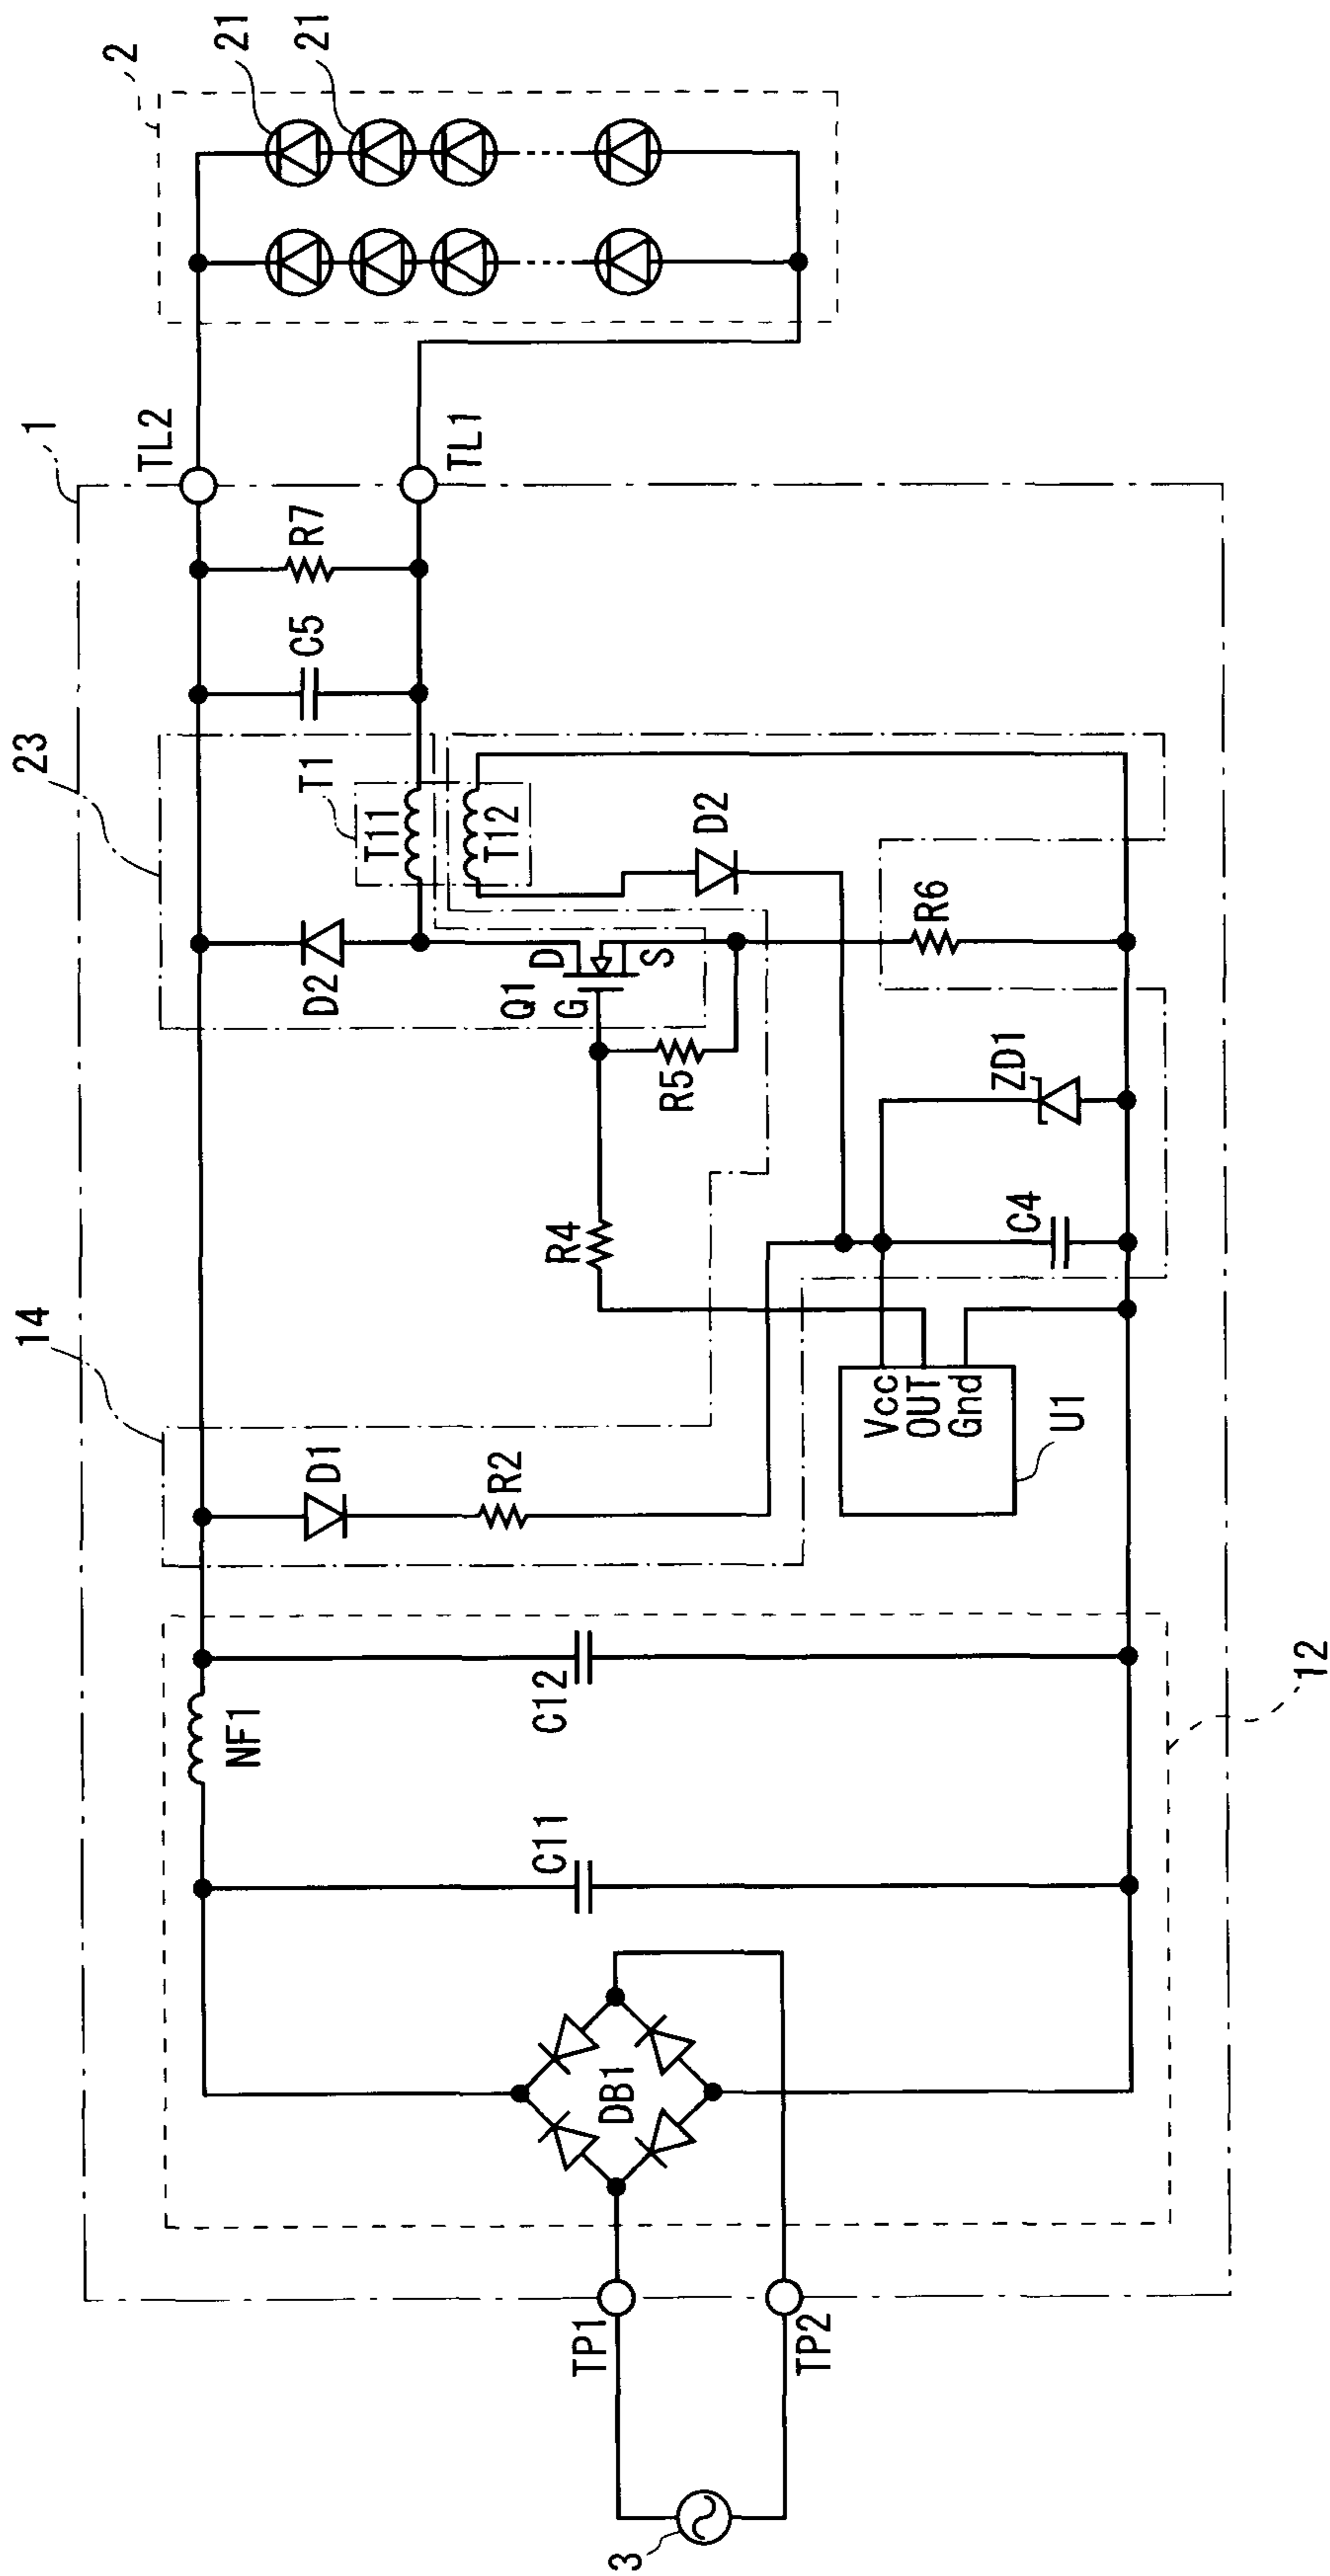 2
21
21
1
TL2
TL1
R7
C5
23
T1
T11
T12
D2
D2
Q1
D
G
S
R6
R5
ZD1
R4
C4
14
Vcc
OUT
Gnd
U1
D1
R2
12
NF1
C12
C11
DB1
TP1
TP2
3